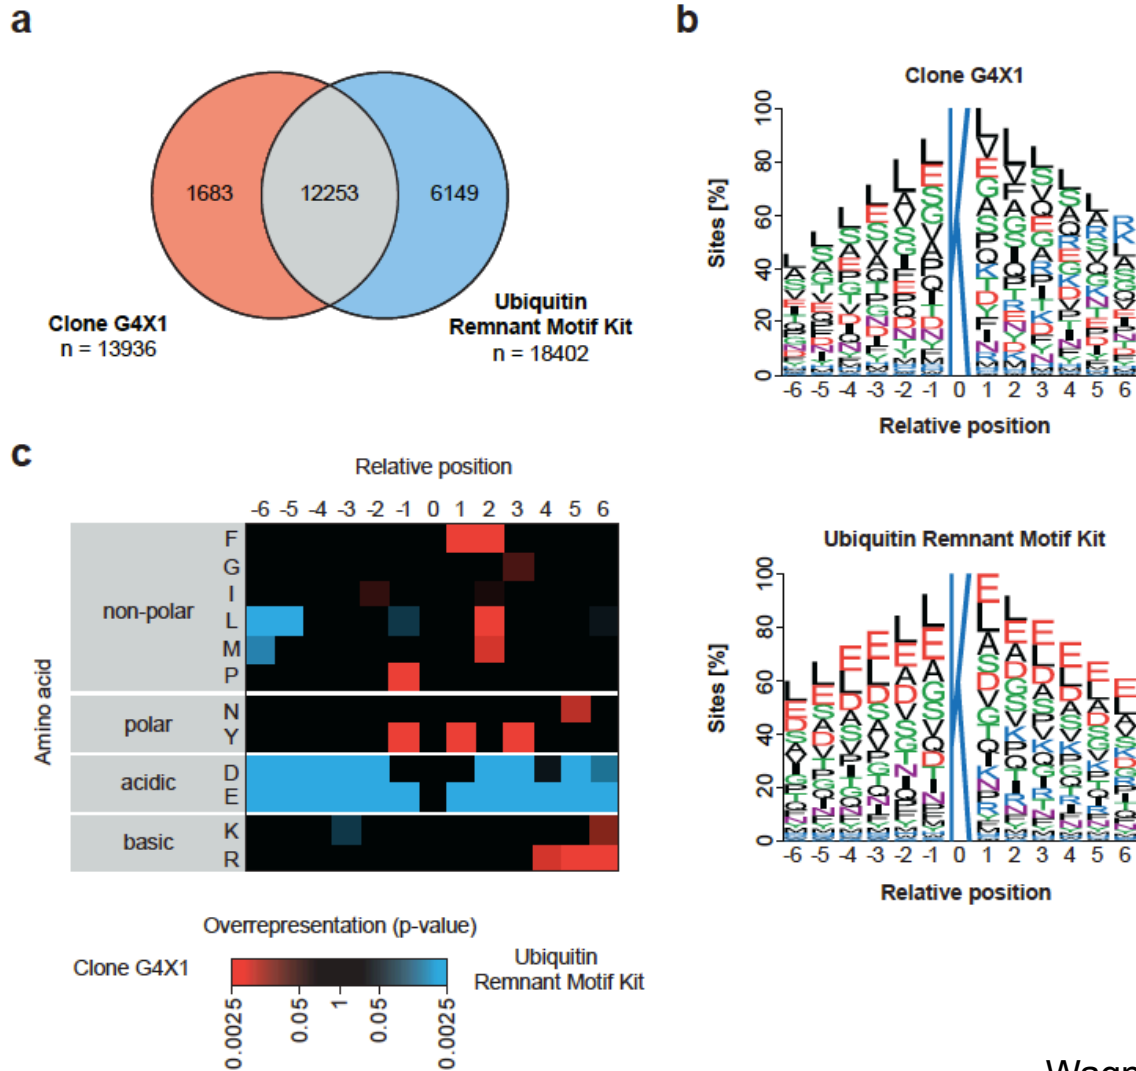 a
1683
12253
6149
Clone G4X1
n = 13936
Ubiquitin
Remnant Motif Kit
n = 18402
b
Clone G4X1
Sites [%]
100
80
60
40
20
0
-6 -5 -4 -3 -2 -1 0 1 2 3 4 5 6
Relative position
c
Relative position
-6 -5 -4 -3 -2 -1 0 1 2 3 4 5 6
Amino acid
non-polar
F
G
I
L
M
P
polar
N
Y
acidic
D
E
basic
K
R
Overrepresentation (p-value)
Clone G4X1
Ubiquitin
Remnant Motif Kit
0.0025
0.05
1
0.05
0.0025
Ubiquitin Remnant Motif Kit
Sites [%]
100
80
60
40
20
0
-6 -5 -4 -3 -2 -1 0 1 2 3 4 5 6
Relative position